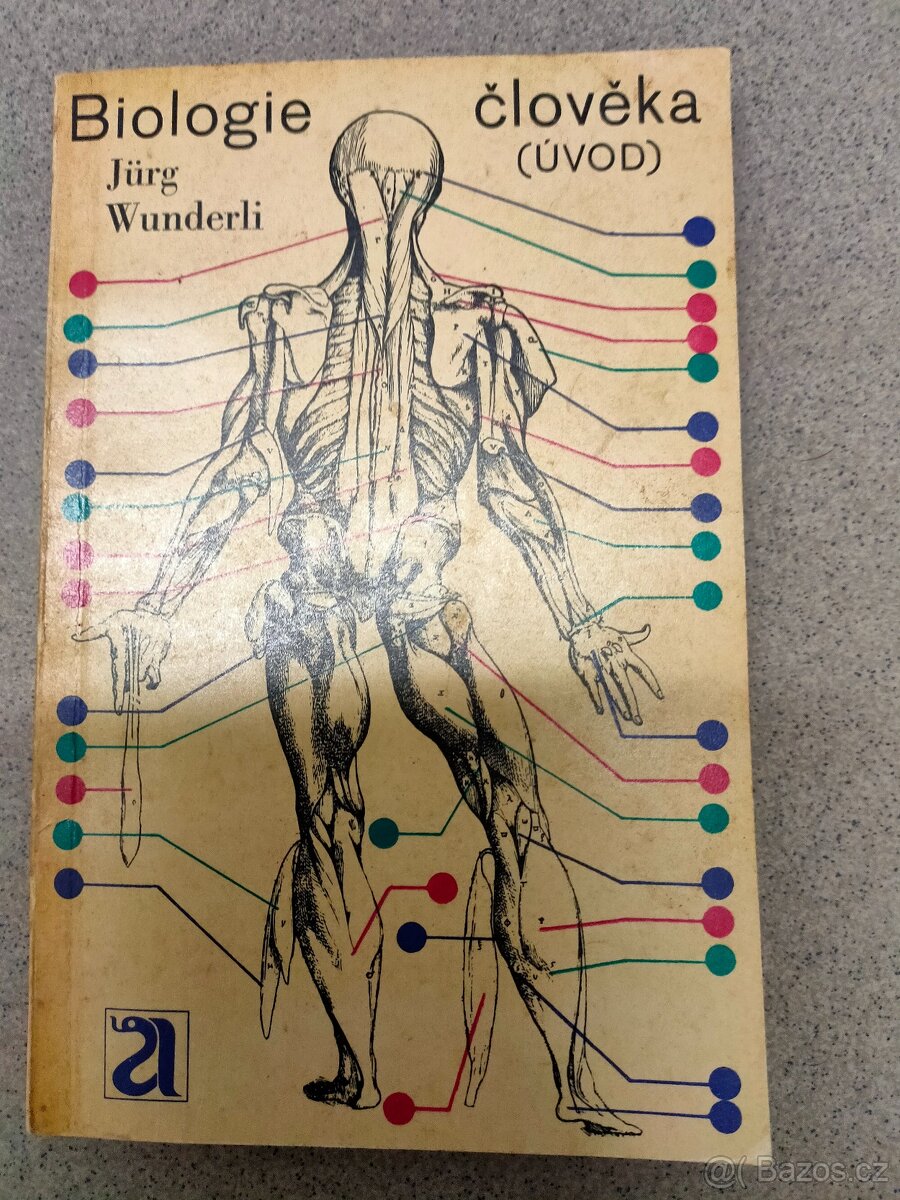 Biologie člověka
(ÚVOD)
Jürg
Wunderli
@( Bazos.cz